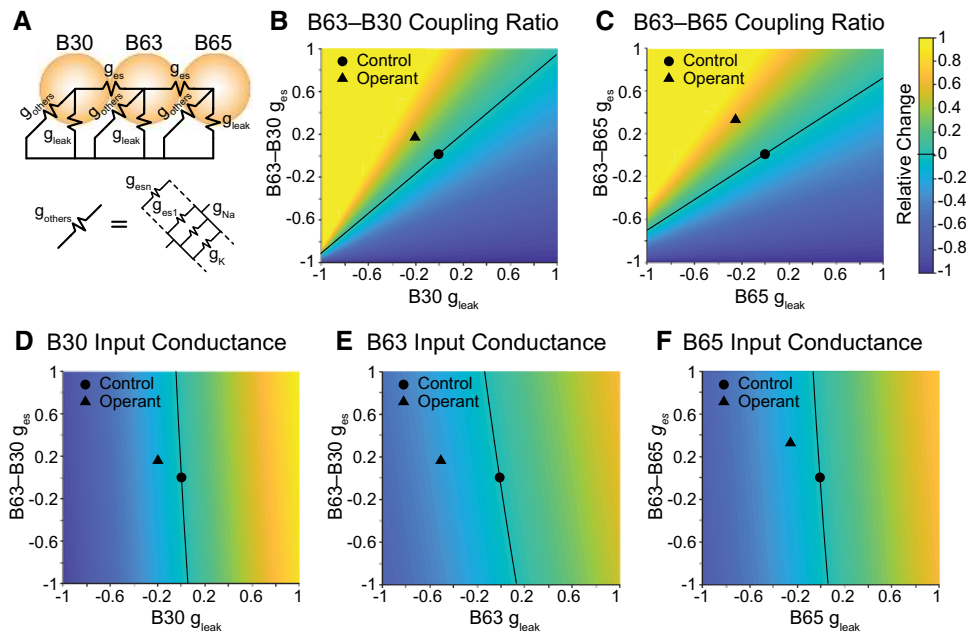 A
B30 B63 B65
g_es g_es
g_others g_others g_others
g_leak g_leak g_leak
g_others =
g_esn
g_es1
g_Na
g_K
B B63–B30 Coupling Ratio
Control
Operant
B63–B30 g_es
1
0.6
0.2
-0.2
-0.6
-1
-1 -0.6 -0.2 0.2 0.6 1
B30 g_leak
C B63–B65 Coupling Ratio
Control
Operant
B63–B65 g_es
1
0.6
0.2
-0.2
-0.6
-1
-1 -0.6 -0.2 0.2 0.6 1
B65 g_leak
Relative Change
1
0.8
0.6
0.4
0.2
0
-0.2
-0.4
-0.6
-0.8
-1
D B30 Input Conductance
Control
Operant
B63–B30 g_es
1
0.6
0.2
-0.2
-0.6
-1
-1 -0.6 -0.2 0.2 0.6 1
B30 g_leak
E B63 Input Conductance
Control
Operant
B63–B30 g_es
1
0.6
0.2
-0.2
-0.6
-1
-1 -0.6 -0.2 0.2 0.6 1
B63 g_leak
F B65 Input Conductance
Control
Operant
B63–B65 g_es
1
0.6
0.2
-0.2
-0.6
-1
-1 -0.6 -0.2 0.2 0.6 1
B65 g_leak